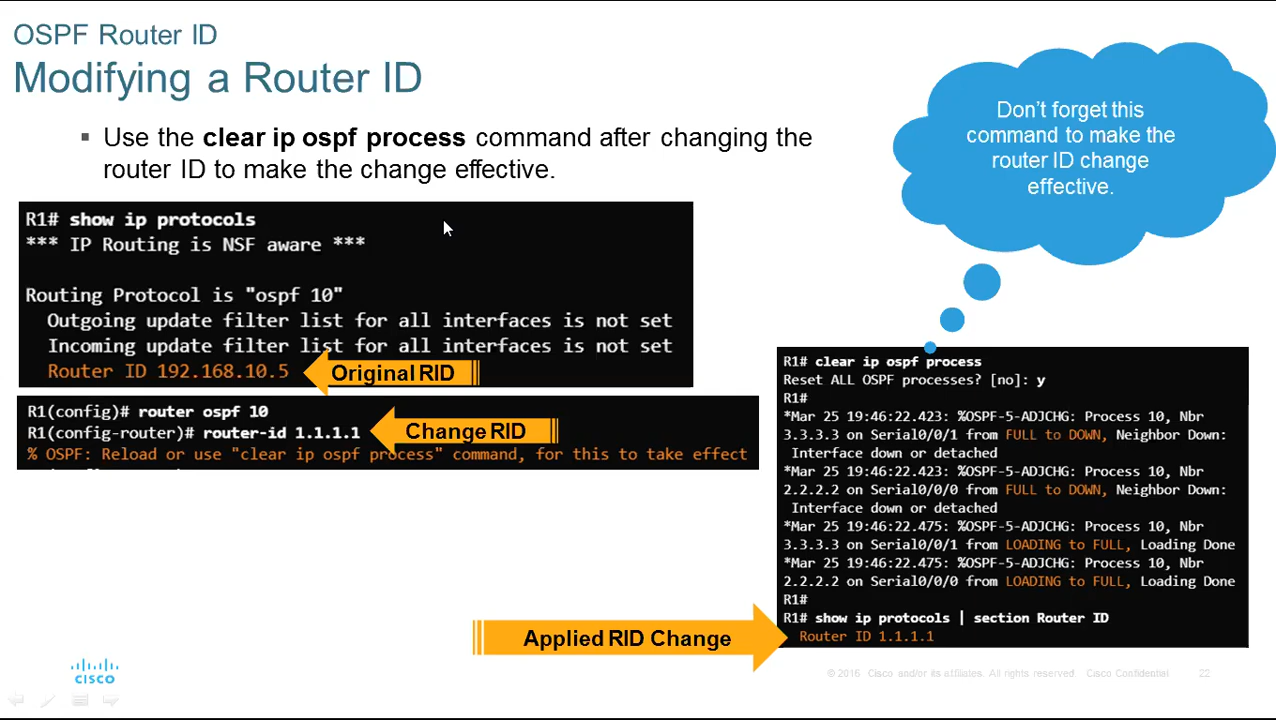 OSPF Router ID
Modifying a Router ID
▪ Use the clear ip ospf process command after changing the
router ID to make the change effective.
Don't forget this
command to make the
router ID change
effective.
R1# show ip protocols
*** IP Routing is NSF aware ***
Routing Protocol is "ospf 10"
Outgoing update filter list for all interfaces is not set
Incoming update filter list for all interfaces is not set
Router ID 192.168.10.5
Original RID
R1(config)# router ospf 10
R1(config-router)# router-id 1.1.1.1
Change RID
% OSPF: Reload or use "clear ip ospf process" command, for this to take effect
R1# clear ip ospf process
Reset ALL OSPF processes? [no]: y
R1#
*Mar 25 19:46:22.423: %OSPF-5-ADJCHG: Process 10, Nbr
3.3.3.3 on Serial0/0/1 from FULL to DOWN, Neighbor Down:
Interface down or detached
*Mar 25 19:46:22.423: %OSPF-5-ADJCHG: Process 10, Nbr
2.2.2.2 on Serial0/0/0 from FULL to DOWN, Neighbor Down:
Interface down or detached
*Mar 25 19:46:22.475: %OSPF-5-ADJCHG: Process 10, Nbr
3.3.3.3 on Serial0/0/1 from LOADING to FULL, Loading Done
*Mar 25 19:46:22.475: %OSPF-5-ADJCHG: Process 10, Nbr
2.2.2.2 on Serial0/0/0 from LOADING to FULL, Loading Done
R1#
R1# show ip protocols | section Router ID
Router ID 1.1.1.1
Applied RID Change
CISCO
© 2015 Cisco and/or its affiliates. All rights reserved. Cisco Confidential 22